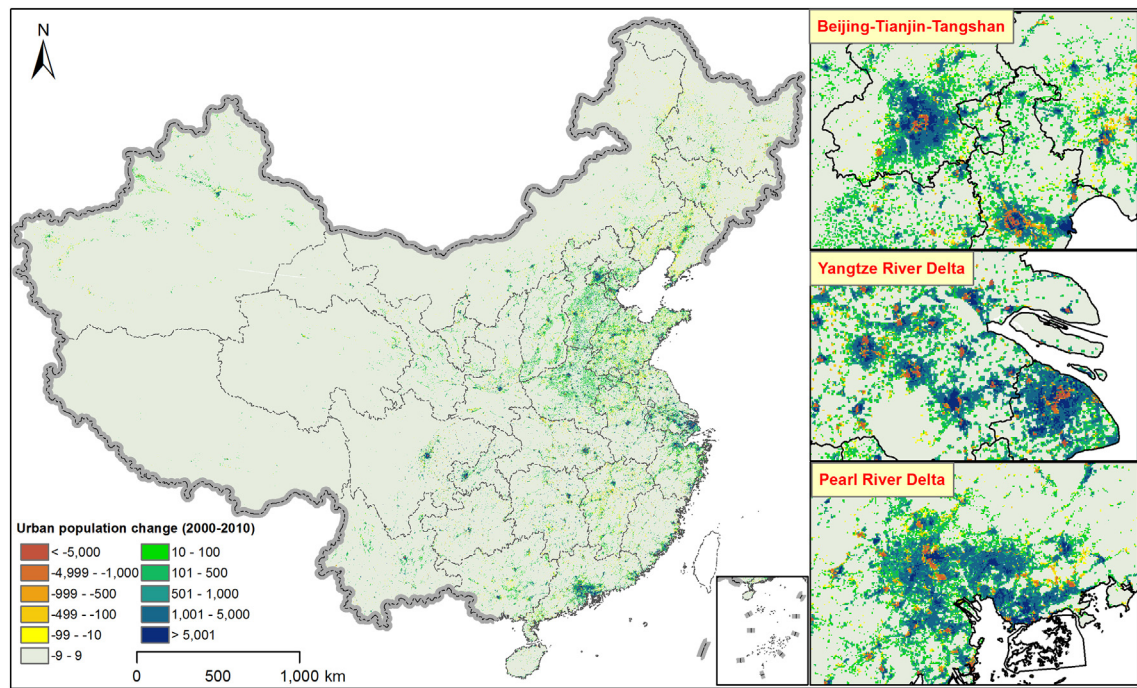 N
Urban population change (2000-2010)
< -5,000
-4,999 - -1,000
-999 - -500
-499 - -100
-99 - -10
-9 - 9
10 - 100
101 - 500
501 - 1,000
1,001 - 5,000
> 5,001
0 500 1,000 km
Beijing-Tianjin-Tangshan
Yangtze River Delta
Pearl River Delta